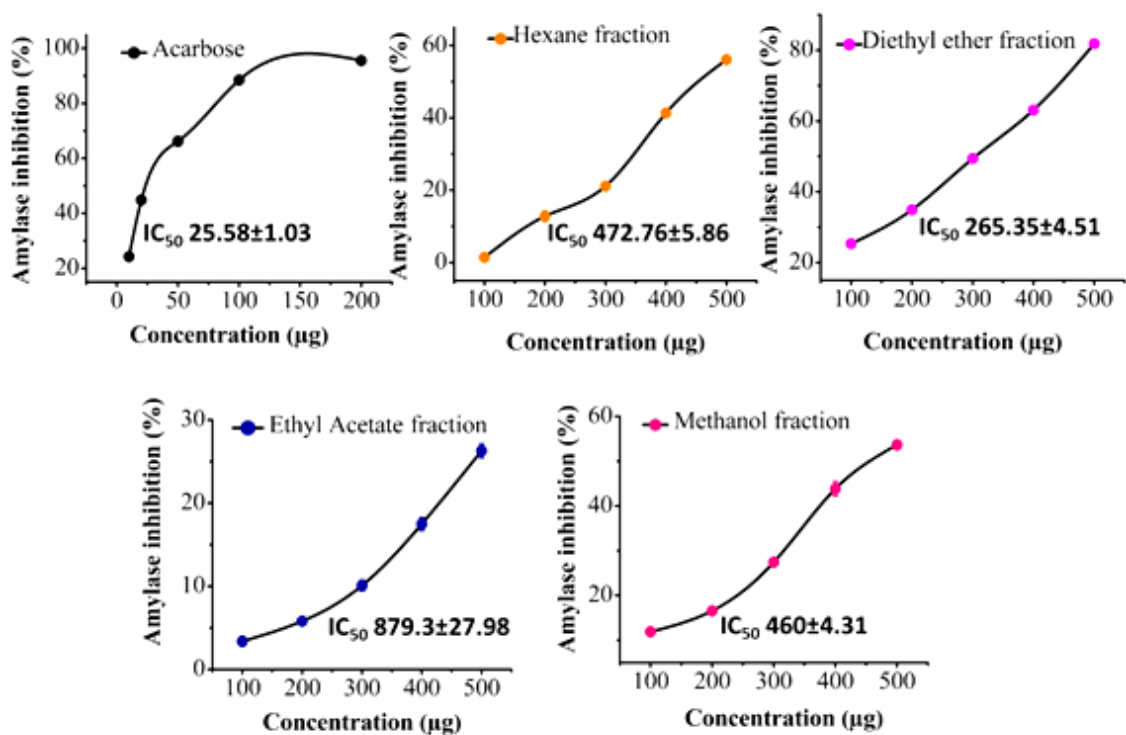 Acarbose
Amylase inhibition (%)
100
80
60
40
20
IC50 25.58±1.03
0 50 100 150 200
Concentration (µg)
Hexane fraction
Amylase inhibition (%)
60
40
20
0
IC50 472.76±5.86
100 200 300 400 500
Concentration (µg)
Diethyl ether fraction
Amylase inhibition (%)
80
60
40
20
IC50 265.35±4.51
100 200 300 400 500
Concentration (µg)
Ethyl Acetate fraction
Amylase inhibition (%)
30
20
10
0
IC50 879.3±27.98
100 200 300 400 500
Concentration (µg)
Methanol fraction
Amylase inhibition (%)
60
40
20
IC50 460±4.31
100 200 300 400 500
Concentration (µg)